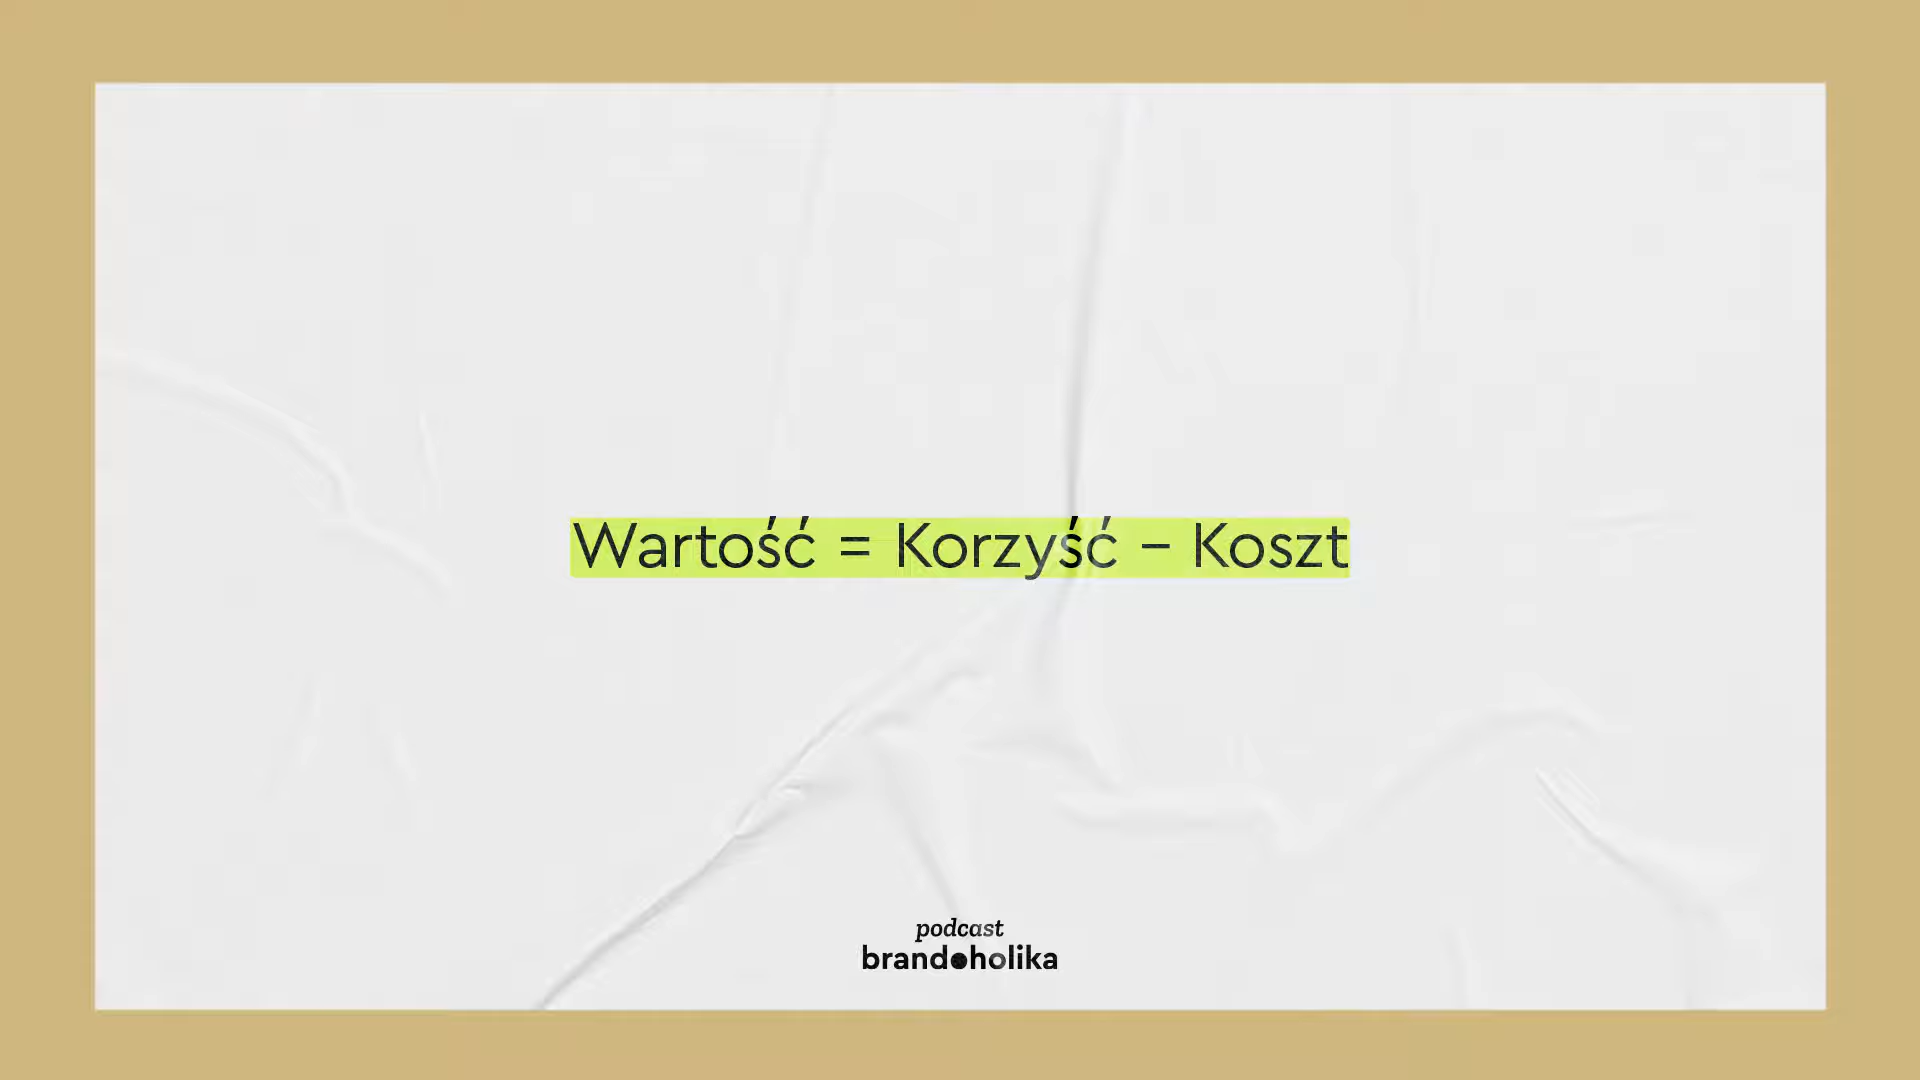 Wartość = Korzyść – Koszt
podcast
brandoholika